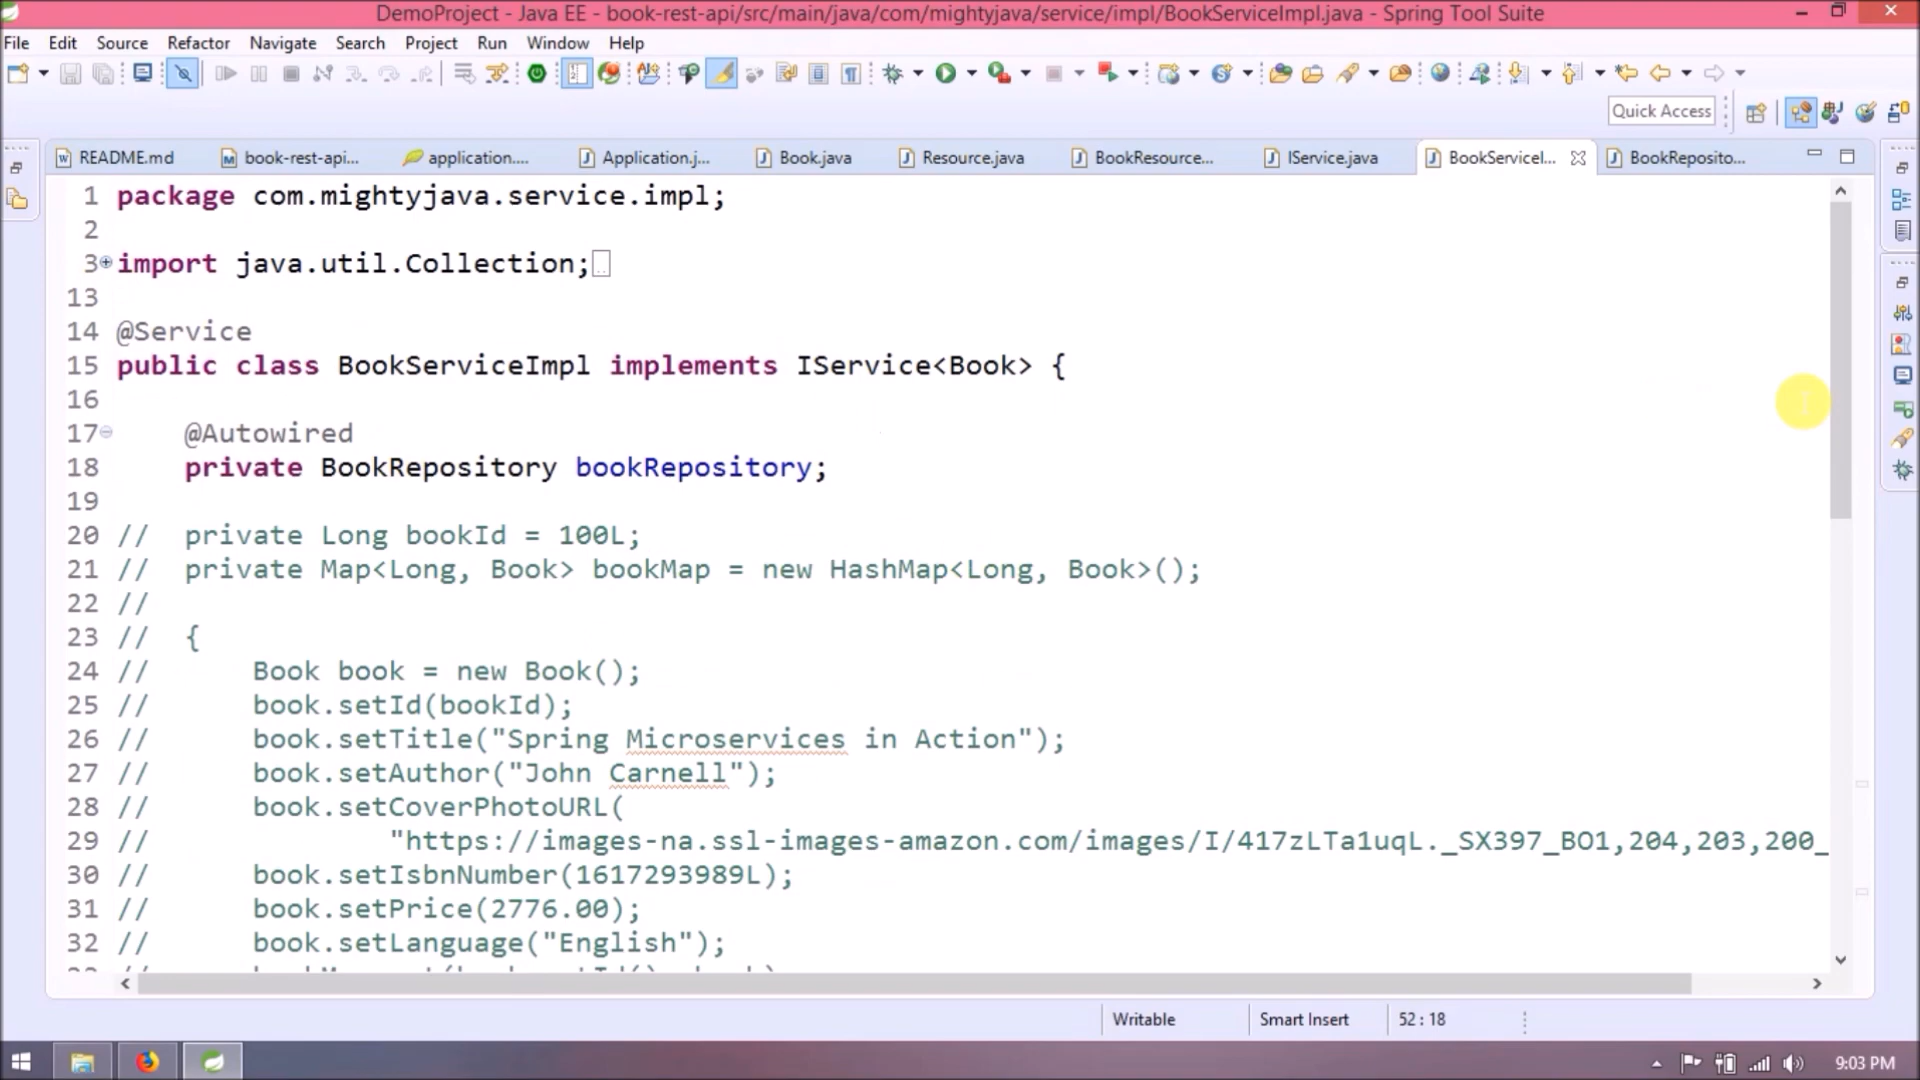 DemoProject - Java EE - book-rest-api/src/main/java/com/mightyjava/service/impl/BookServiceImpl.java - Spring Tool Suite
File Edit Source Refactor Navigate Search Project Run Window Help
Quick Access
README.md book-rest-api... application.... Application.j... Book.java Resource.java BookResource... IService.java BookServiceI... BookReposito...
1 package com.mightyjava.service.impl;
2
3 import java.util.Collection;
13
14 @Service
15 public class BookServiceImpl implements IService<Book> {
16
17 @Autowired
18 private BookRepository bookRepository;
19
20 // private Long bookId = 100L;
21 // private Map<Long, Book> bookMap = new HashMap<Long, Book>();
22 //
23 // {
24 // Book book = new Book();
25 // book.setId(bookId);
26 // book.setTitle("Spring Microservices in Action");
27 // book.setAuthor("John Carnell");
28 // book.setCoverPhotoURL(
29 // "https://images-na.ssl-images-amazon.com/images/I/417zLTa1uqL._SX397_BO1,204,203,200_
30 // book.setIsbnNumber(1617293989L);
31 // book.setPrice(2776.00);
32 // book.setLanguage("English");
Writable Smart Insert 52 : 18
9:03 PM